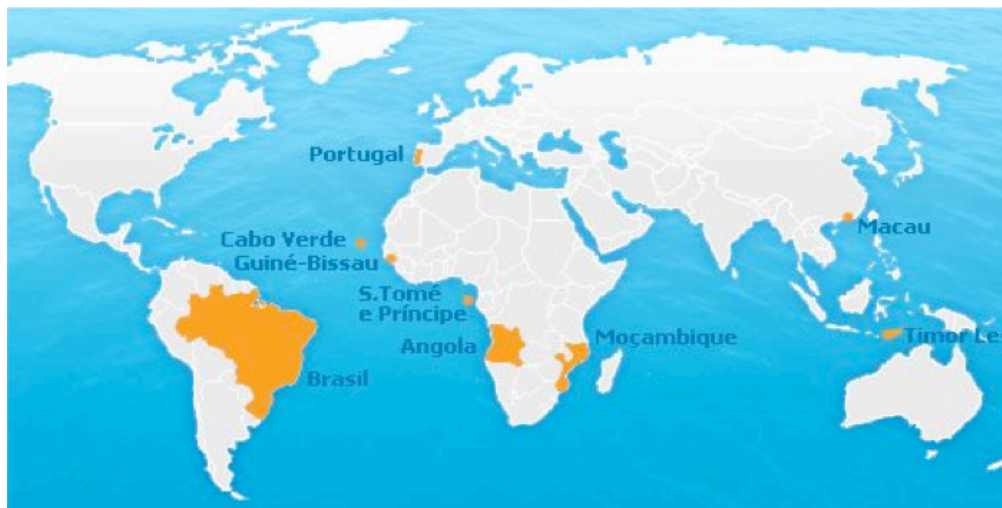 Portugal
Cabo Verde
Guiné-Bissau
S.Tomé
e Príncipe
Angola
Moçambique
Brasil
Macau
Timor Le